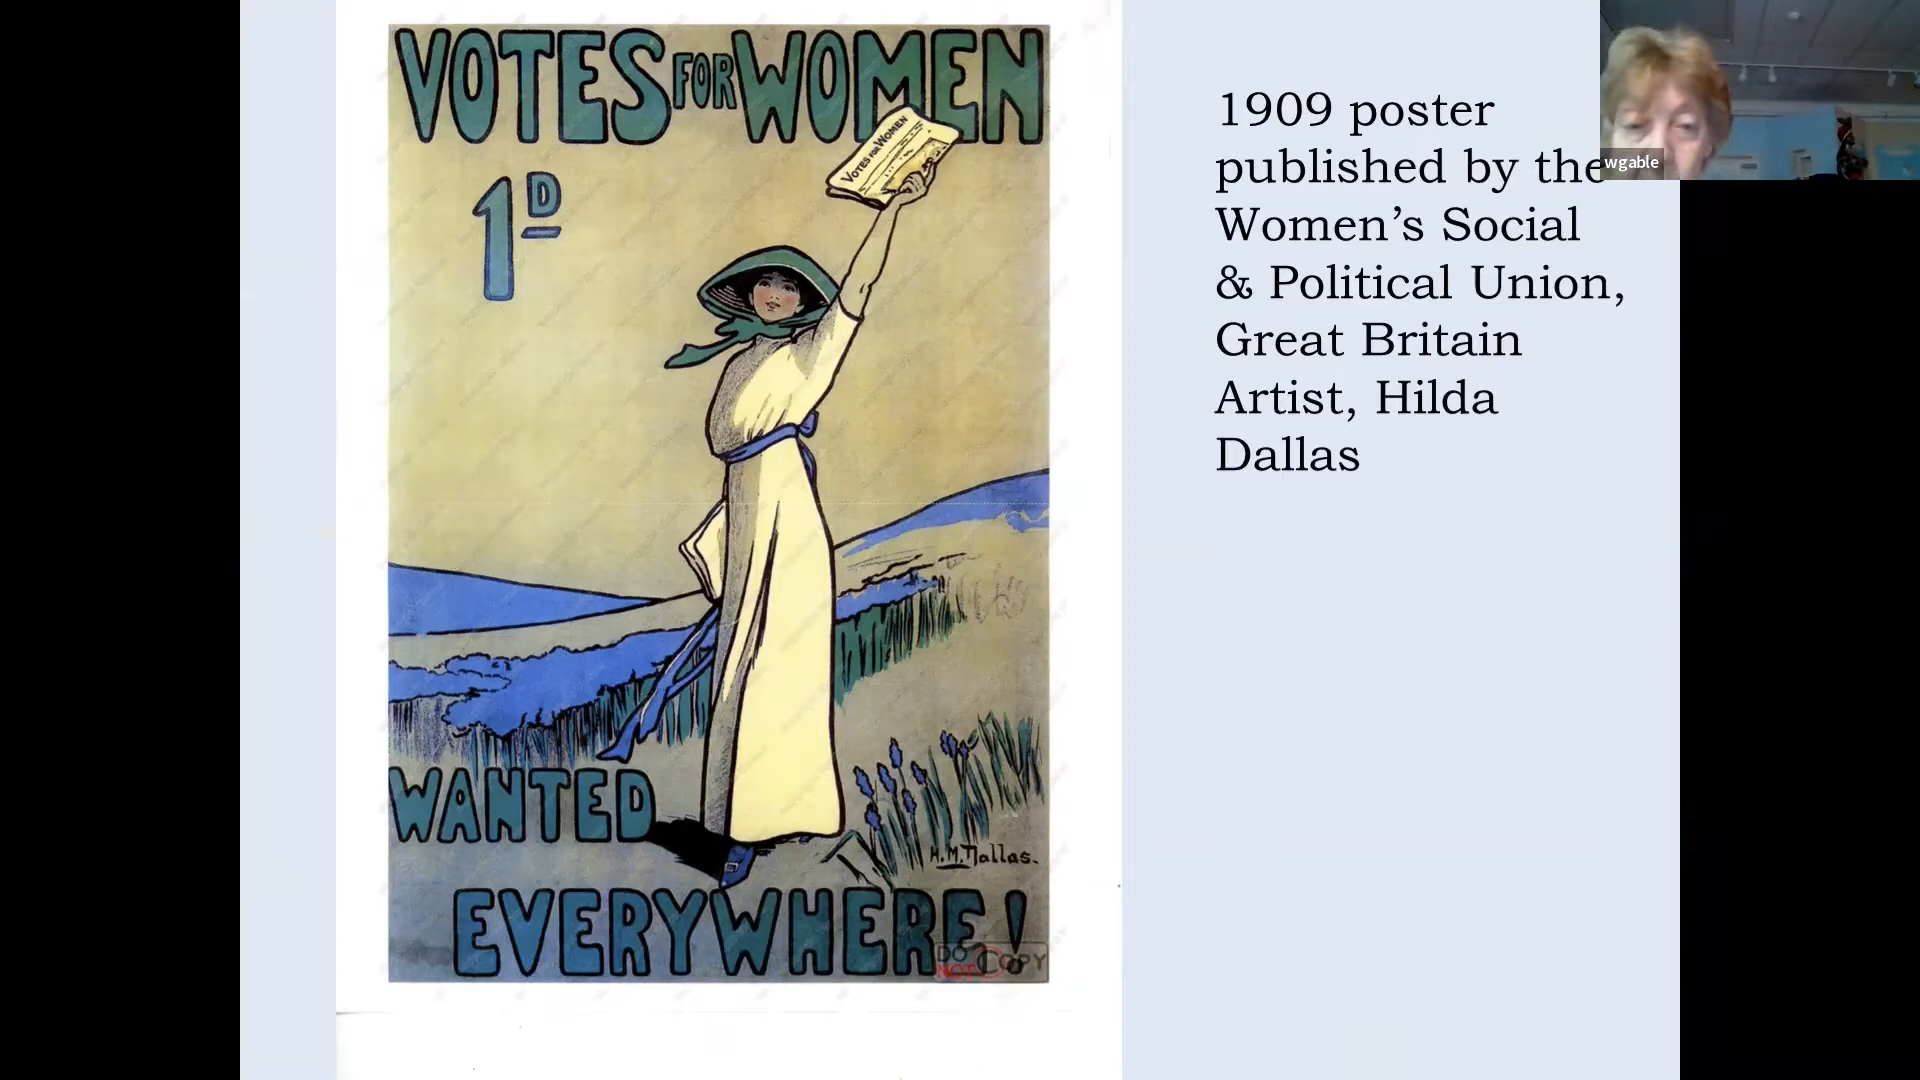 VOTES FOR WOMEN
VOTES FOR WOMEN
1D
WANTED
H.M.Dallas.
EVERYWHERE!
DO NOT COPY
1909 poster
published by the
Women’s Social
& Political Union,
Great Britain
Artist, Hilda
Dallas
wgable